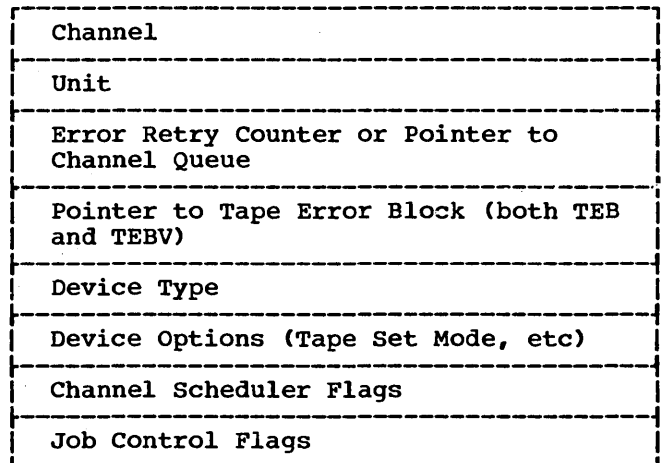 Channel
Unit
Error Retry Counter or Pointer to
Channel Queue
Pointer to Tape Error Block (both TEB
and TEBV)
Device Type
Device Options (Tape Set Mode, etc)
Channel Scheduler Flags
Job Control Flags